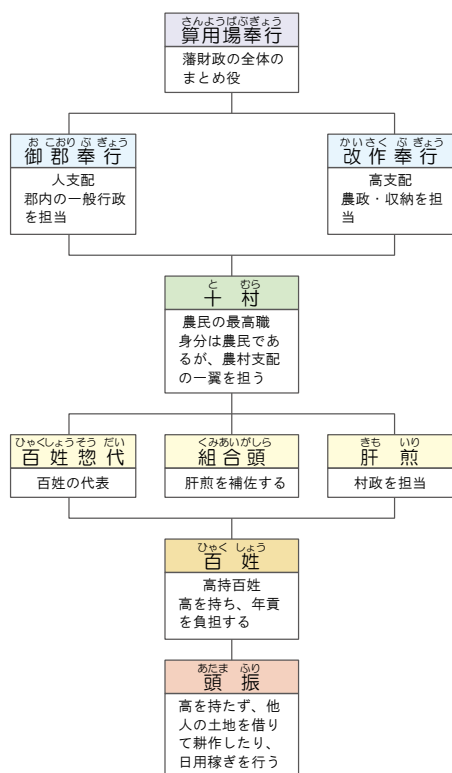 さんようばぶぎょう
算用場奉行
藩財政の全体の
まとめ役
おこおりぶぎょう
御郡奉行
人支配
郡内の一般行政
を担当
かいさくぶぎょう
改作奉行
高支配
農政・収納を担
当
とむら
十村
農民の最高職
身分は農民であ
るが、農村支配
の一翼を担う
ひゃくしょうそうだい
百姓惣代
百姓の代表
くみあいがしら
組合頭
肝煎を補佐する
きもいり
肝煎
村政を担当
ひゃくしょう
百姓
高持百姓
高を持ち、年貢
を負担する
あたまふり
頭振
高を持たず、他
人の土地を借り
て耕作したり、
日用稼ぎを行う